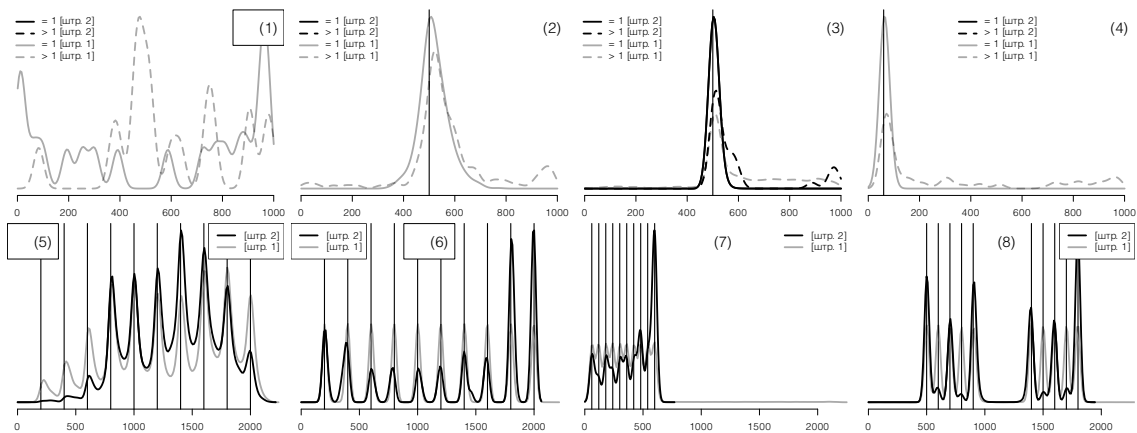 = 1 [штр. 2]
> 1 [штр. 2]
= 1 [штр. 1]
> 1 [штр. 1]
(1)
0 200 400 600 800 1000
= 1 [штр. 2]
> 1 [штр. 2]
= 1 [штр. 1]
> 1 [штр. 1]
(2)
0 200 400 600 800 1000
= 1 [штр. 2]
> 1 [штр. 2]
= 1 [штр. 1]
> 1 [штр. 1]
(3)
0 200 400 600 800 1000
= 1 [штр. 2]
> 1 [штр. 2]
= 1 [штр. 1]
> 1 [штр. 1]
(4)
0 200 400 600 800 1000
(5)
[штр. 2]
[штр. 1]
0 500 1000 1500 2000
(6)
[штр. 2]
[штр. 1]
0 500 1000 1500 2000
(7)
[штр. 2]
[штр. 1]
0 500 1000 1500 2000
(8)
[штр. 2]
[штр. 1]
0 500 1000 1500 2000